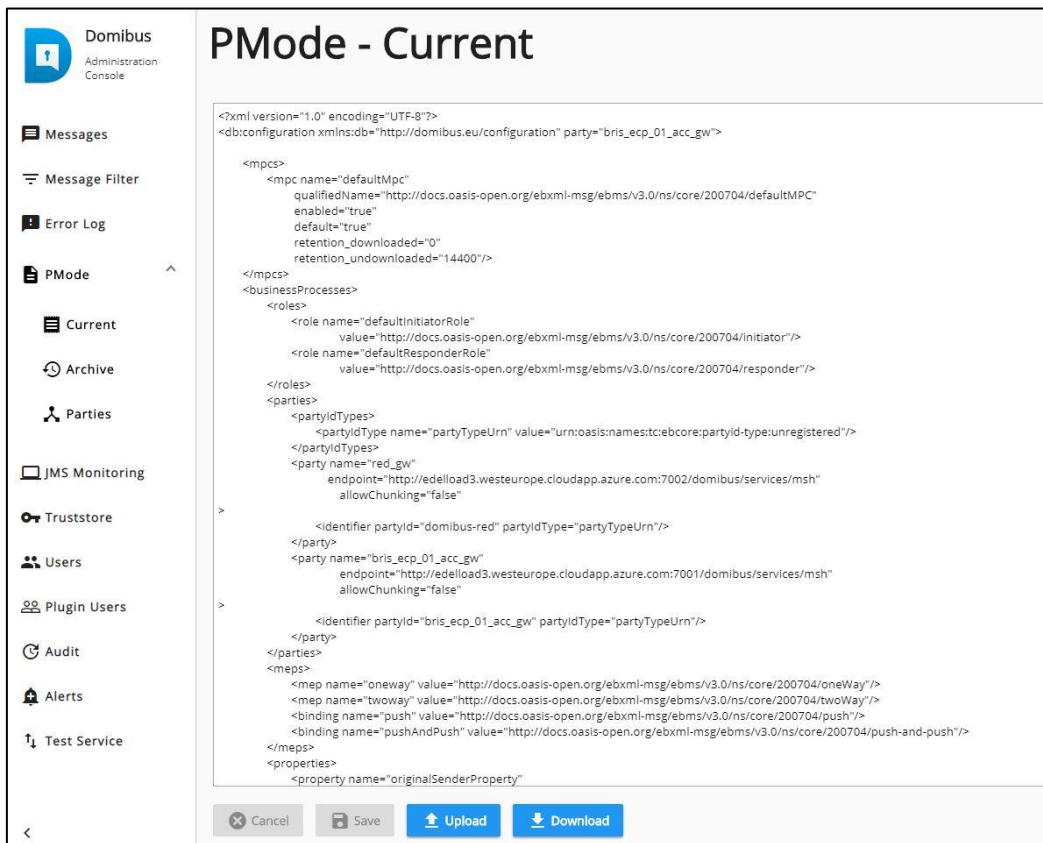 Domibus
Administration
Console
Messages
Message Filter
Error Log
PMode
Current
Archive
Parties
JMS Monitoring
Truststore
Users
Plugin Users
Audit
Alerts
Test Service
<
PMode - Current
<?xml version="1.0" encoding="UTF-8"?>
<db:configuration xmlns:db="http://domibus.eu/configuration" party="bris_ecp_01_acc_gw">
<mpcs>
<mpc name="defaultMpc"
qualifiedName="http://docs.oasis-open.org/ebxml-msg/ebms/v3.0/ns/core/200704/defaultMPC"
enabled="true"
default="true"
retention_downloaded="0"
retention_undownloaded="14400"/>
</mpcs>
<businessProcesses>
<roles>
<role name="defaultInitiatorRole"
value="http://docs.oasis-open.org/ebxml-msg/ebms/v3.0/ns/core/200704/initiator"/>
<role name="defaultResponderRole"
value="http://docs.oasis-open.org/ebxml-msg/ebms/v3.0/ns/core/200704/responder"/>
</roles>
<parties>
<partyIdTypes>
<partyIdType name="partyTypeUrn" value="urn:oasis:names:tc:ebcore:partyid-type:unregistered"/>
</partyIdTypes>
<party name="red_gw"
endpoint="http://edelload3.westeurope.cloudapp.azure.com:7002/domibus/services/msh"
allowChunking="false"
>
<identifier partyId="domibus-red" partyIdType="partyTypeUrn"/>
</party>
<party name="bris_ecp_01_acc_gw"
endpoint="http://edelload3.westeurope.cloudapp.azure.com:7001/domibus/services/msh"
allowChunking="false"
>
<identifier partyId="bris_ecp_01_acc_gw" partyIdType="partyTypeUrn"/>
</party>
</parties>
<meps>
<mep name="oneway" value="http://docs.oasis-open.org/ebxml-msg/ebms/v3.0/ns/core/200704/oneWay"/>
<mep name="twoway" value="http://docs.oasis-open.org/ebxml-msg/ebms/v3.0/ns/core/200704/twoWay"/>
<binding name="push" value="http://docs.oasis-open.org/ebxml-msg/ebms/v3.0/ns/core/200704/push"/>
<binding name="pushAndPush" value="http://docs.oasis-open.org/ebxml-msg/ebms/v3.0/ns/core/200704/push-and-push"/>
</meps>
<properties>
<property name="originalSenderProperty"
Cancel Save Upload Download